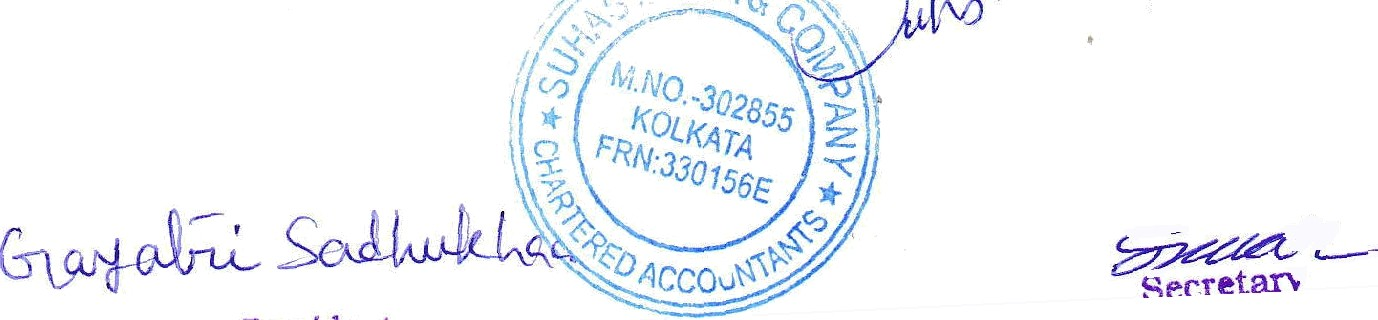 SUHAS & COMPANY
M.NO.-302855
KOLKATA
FRN:330156E
CHARTERED ACCOUNTANTS
Gayatri Sadhukhan
Secretary